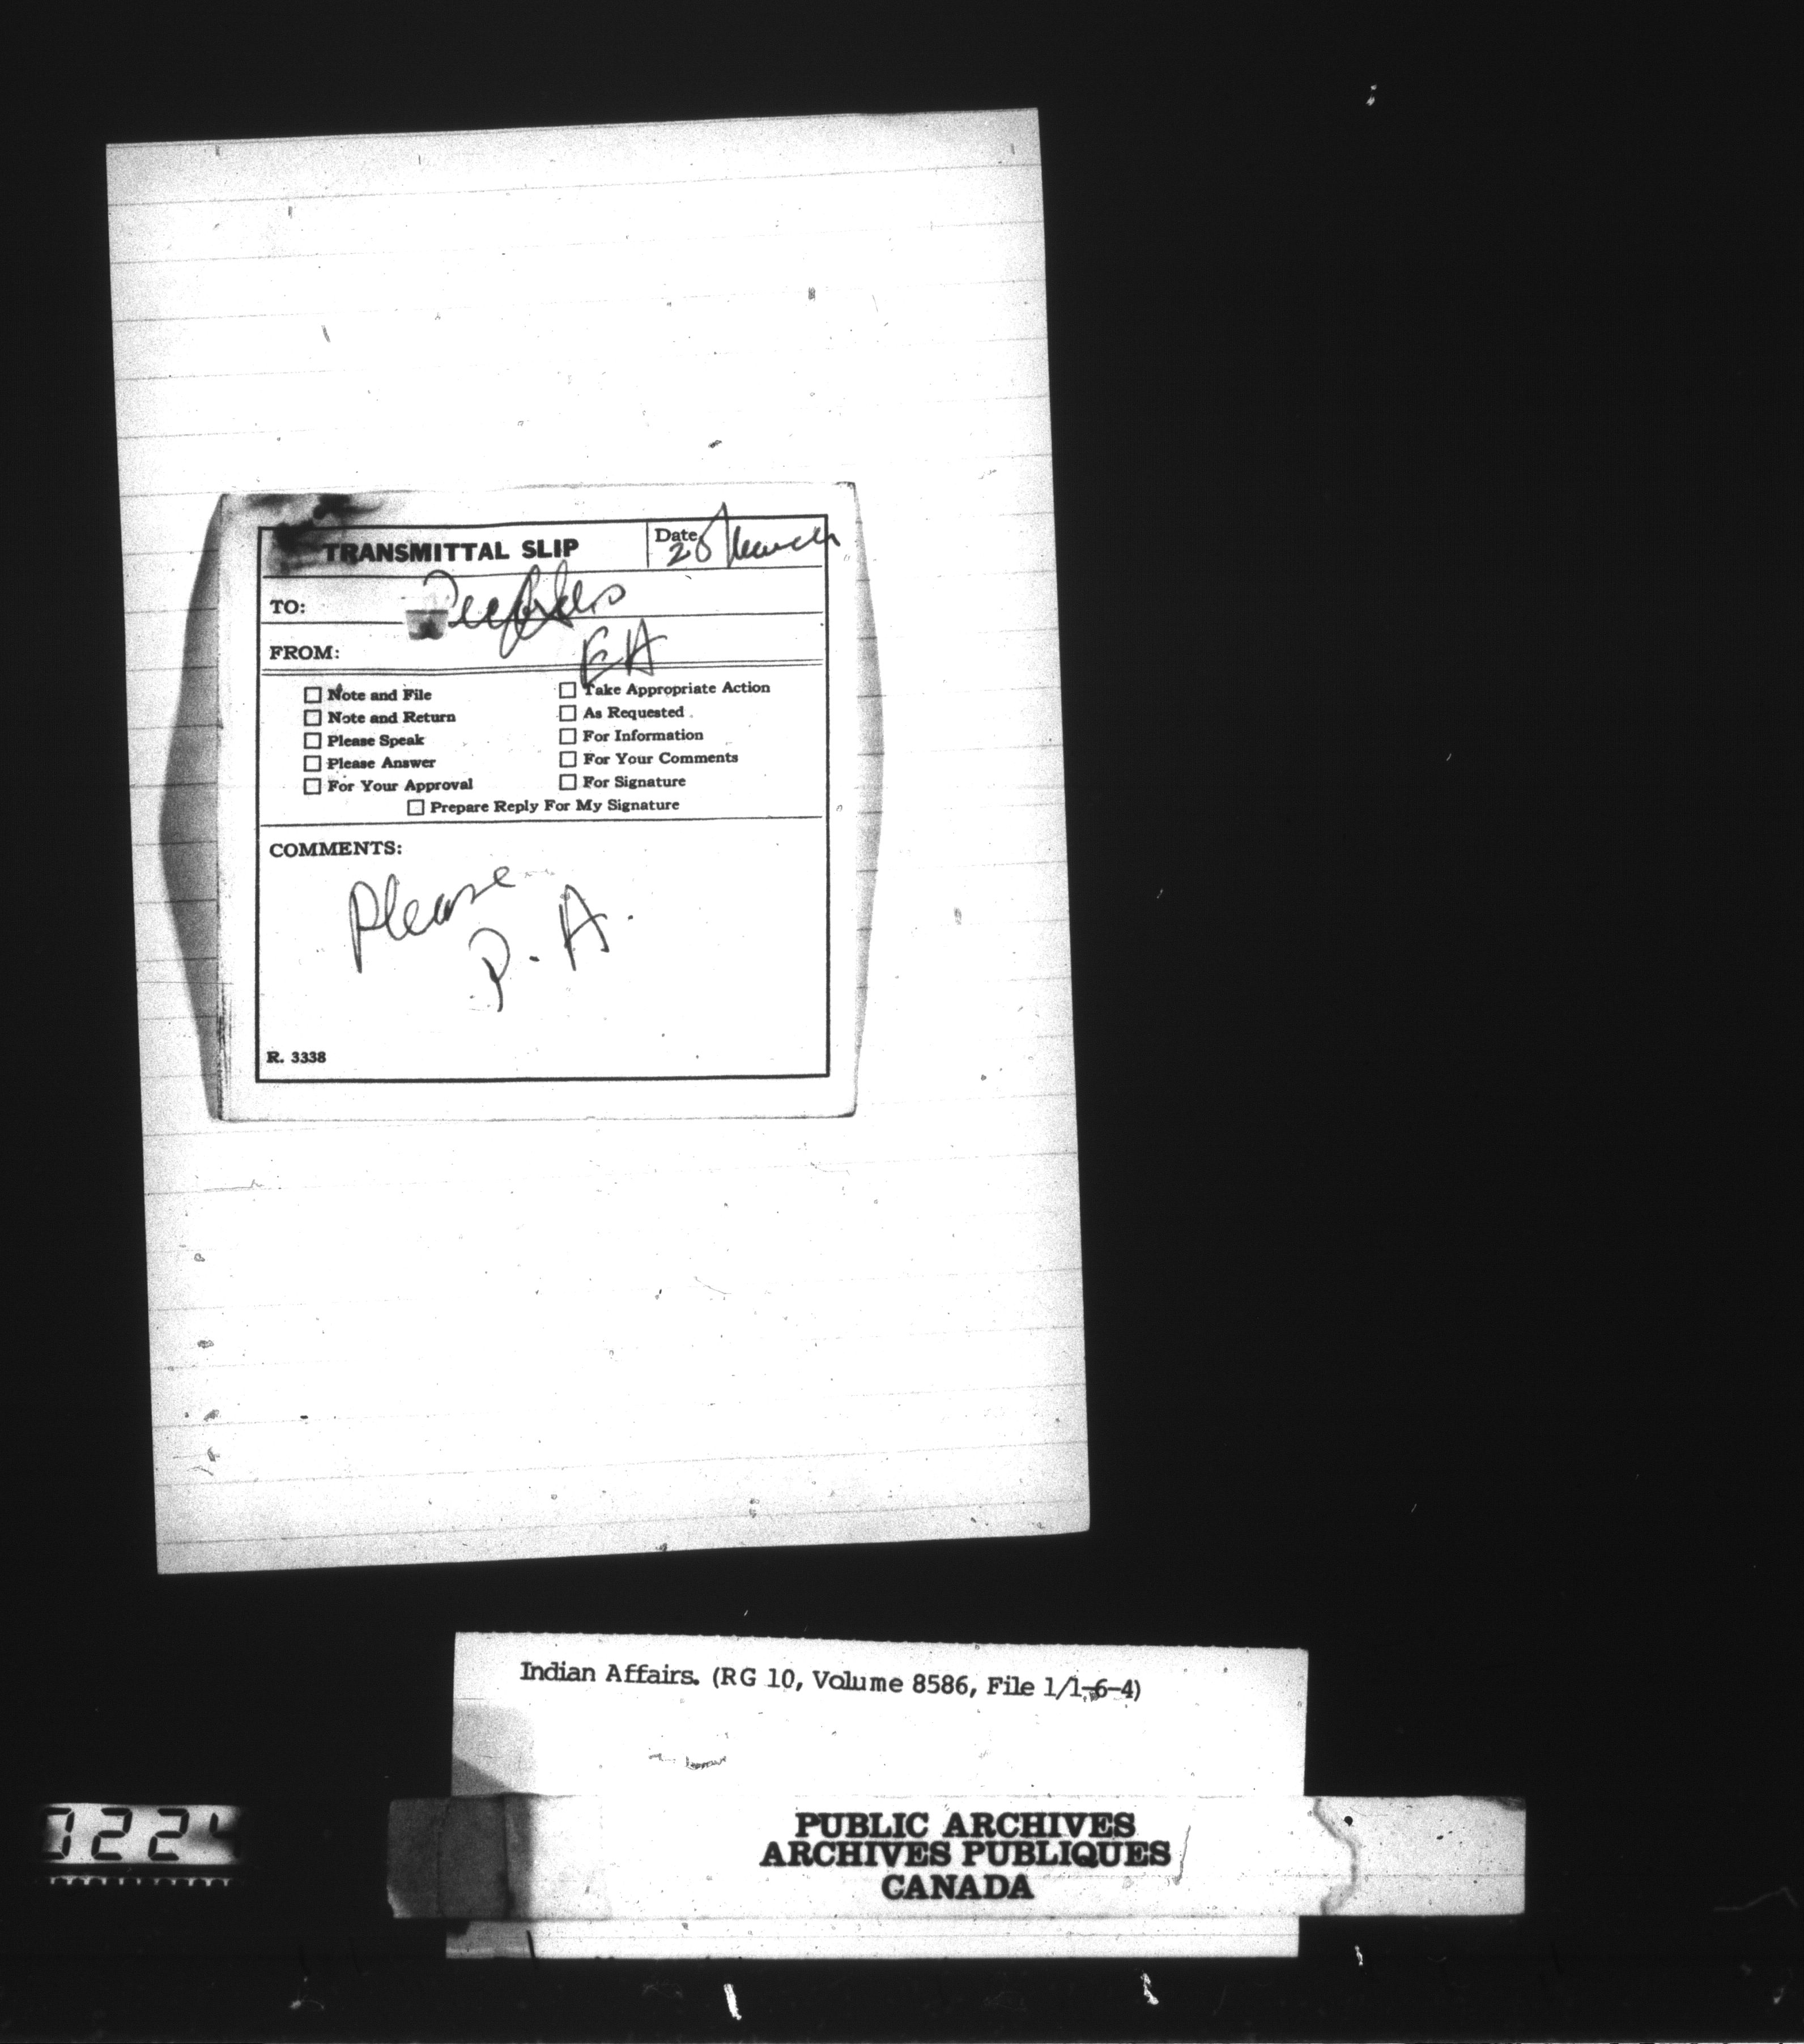 TRANSMITTAL SLIP
Date
March
TO:
FROM:
EA
Note and File
Note and Return
Please Speak
Please Answer
For Your Approval
Take Appropriate Action
As Requested
For Information
For Your Comments
For Signature
Prepare Reply For My Signature
COMMENTS:
Please
P. A.
R. 3338
Indian Affairs. (RG 10, Volume 8586, File 1/1-6-4)
PUBLIC ARCHIVES
ARCHIVES PUBLIQUES
CANADA